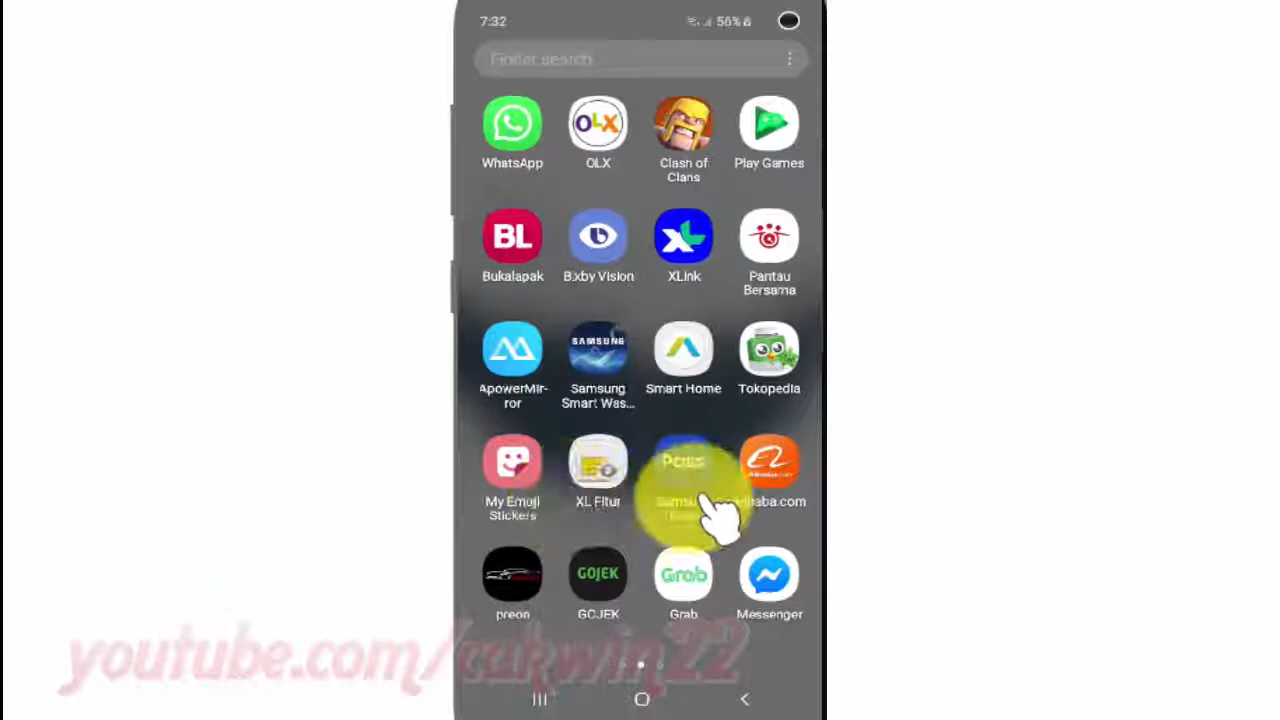 7:32 56%
Finder search
WhatsApp OLX Clash of Clans Play Games
BL
Bukalapak Bixby Vision XLink Pantau Bersama
SAMSUNG
ApowerMir-
ror Samsung
Smart Was... Smart Home Tokopedia
Pass
Alibaba.com
My Emoji
Stickers XL Fitur
GOJEK Grab
preon GOJEK Grab Messenger
youtube.com/cakwin22